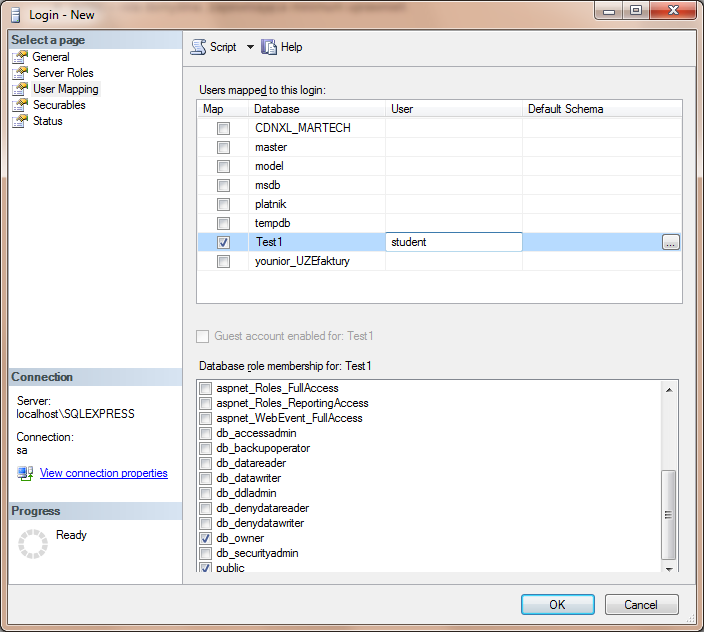 Login - New
Select a page
General
Server Roles
User Mapping
Securables
Status
Script Help
Users mapped to this login:
Map Database User Default Schema
CDNXL_MARTECH
master
model
msdb
platnik
tempdb
Test1 student ...
younior_UZEfaktury
Guest account enabled for: Test1
Database role membership for: Test1
aspnet_Roles_FullAccess
aspnet_Roles_ReportingAccess
aspnet_WebEvent_FullAccess
db_accessadmin
db_backupoperator
db_datareader
db_datawriter
db_ddladmin
db_denydatareader
db_denydatawriter
db_owner
db_securityadmin
public
Connection
Server:
localhost\SQLEXPRESS
Connection:
sa
View connection properties
Progress
Ready
OK Cancel